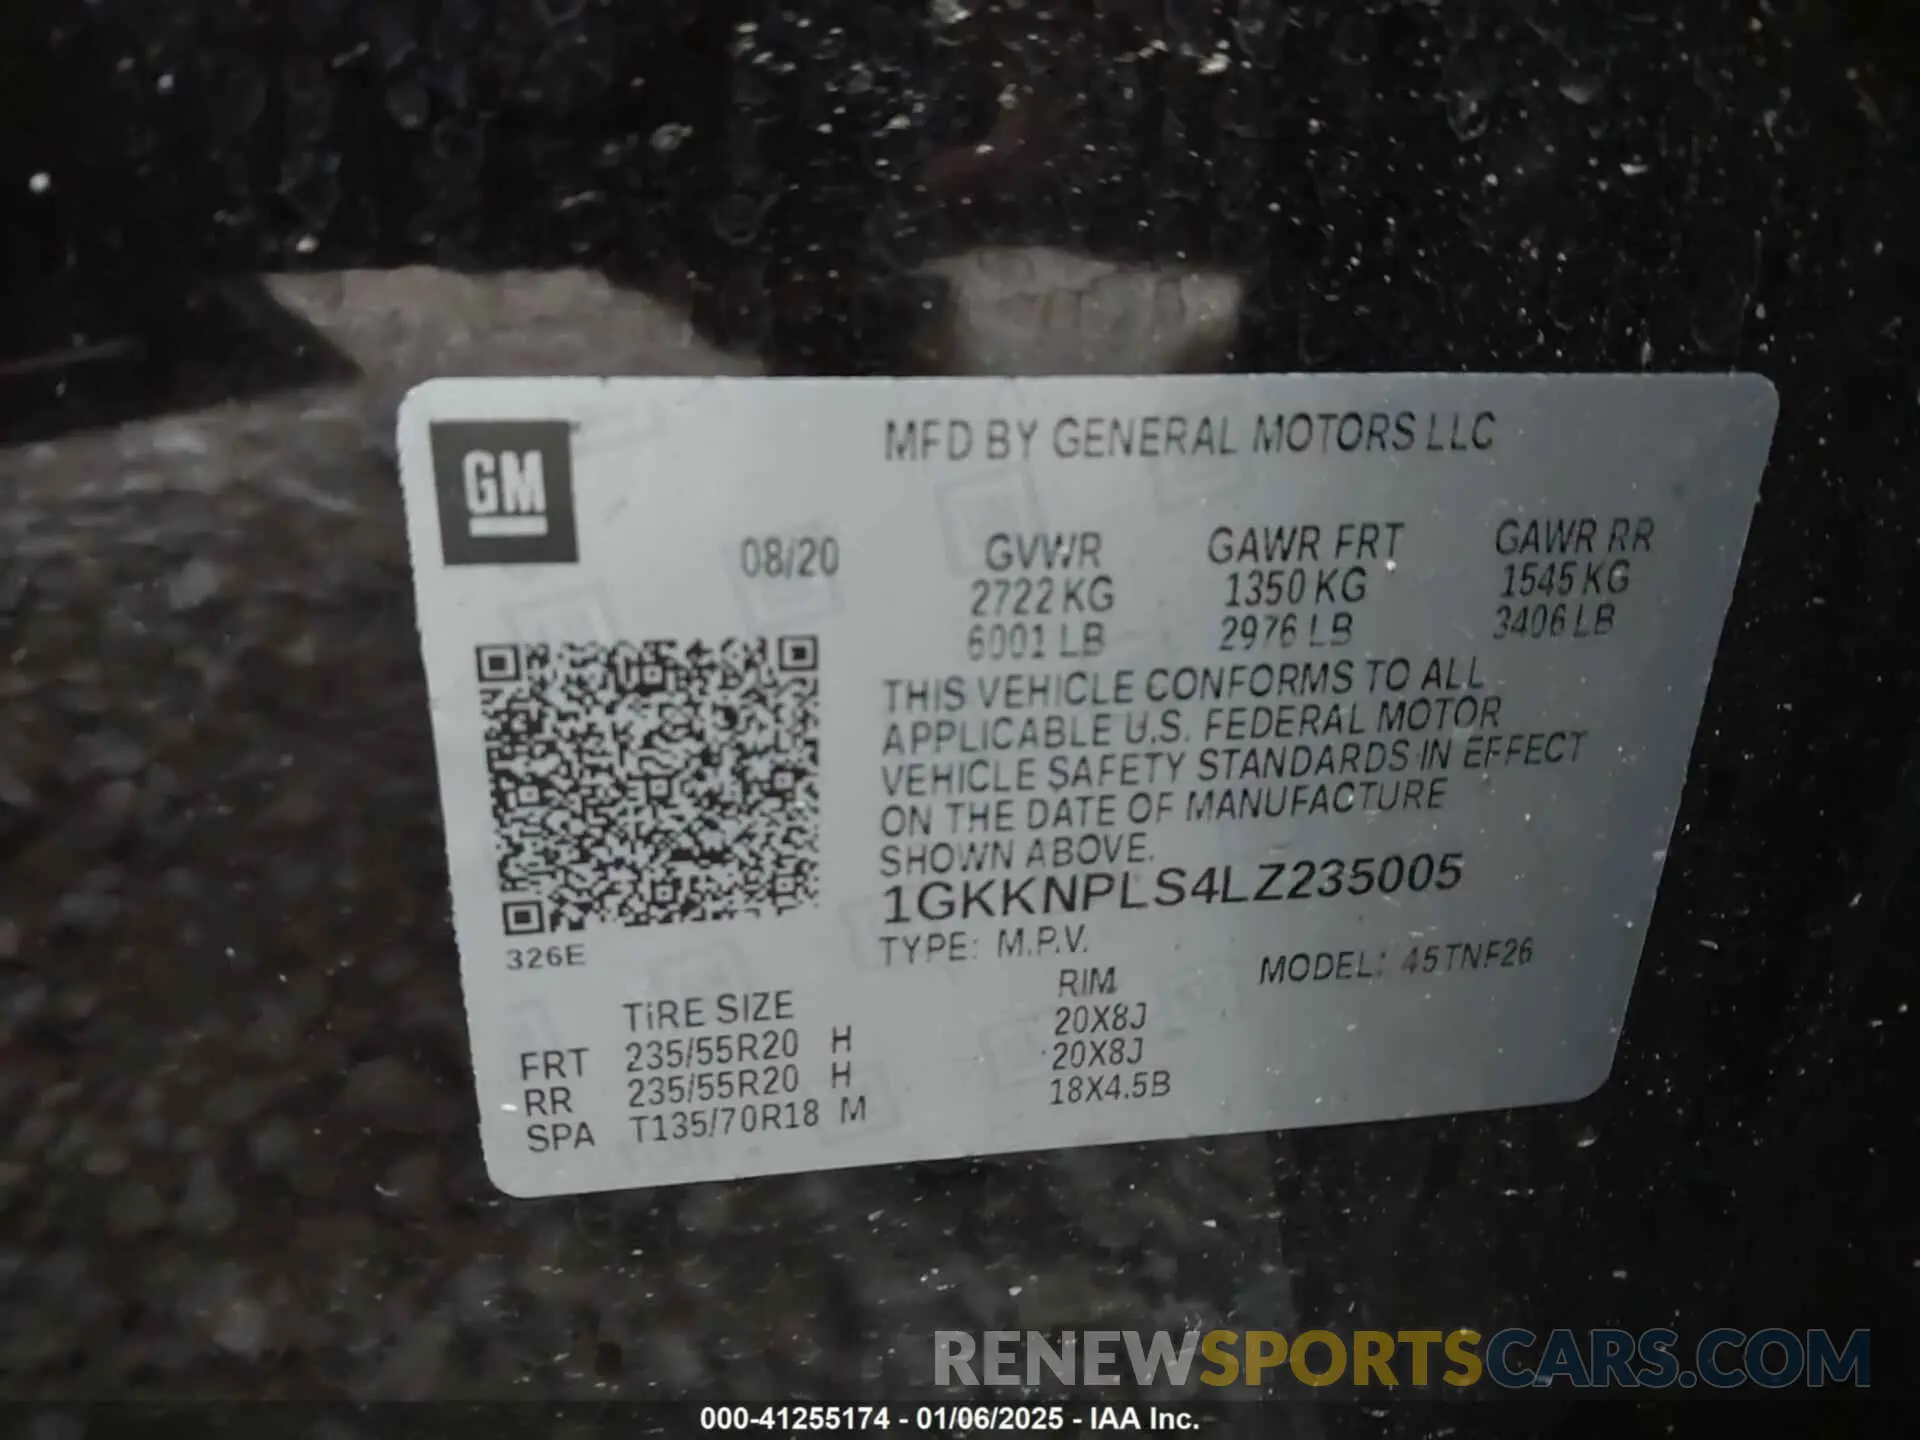 GM
MFD BY GENERAL MOTORS LLC
08/20
GVWR GAWR FRT GAWR RR
2722 KG 1350 KG 1545 KG
6001 LB 2976 LB 3406 LB
THIS VEHICLE CONFORMS TO ALL
APPLICABLE U.S. FEDERAL MOTOR
VEHICLE SAFETY STANDARDS IN EFFECT
ON THE DATE OF MANUFACTURE
SHOWN ABOVE.
1GKKNPLS4LZ235005
326E
TYPE: M.P.V. MODEL: 45TNF26
TIRE SIZE RIM
FRT 235/55R20 H 20X8J
RR 235/55R20 H 20X8J
SPA T135/70R18 M 18X4.5B
RENEWSPORTSCARS.COM
000-41255174 - 01/06/2025 - IAA Inc.